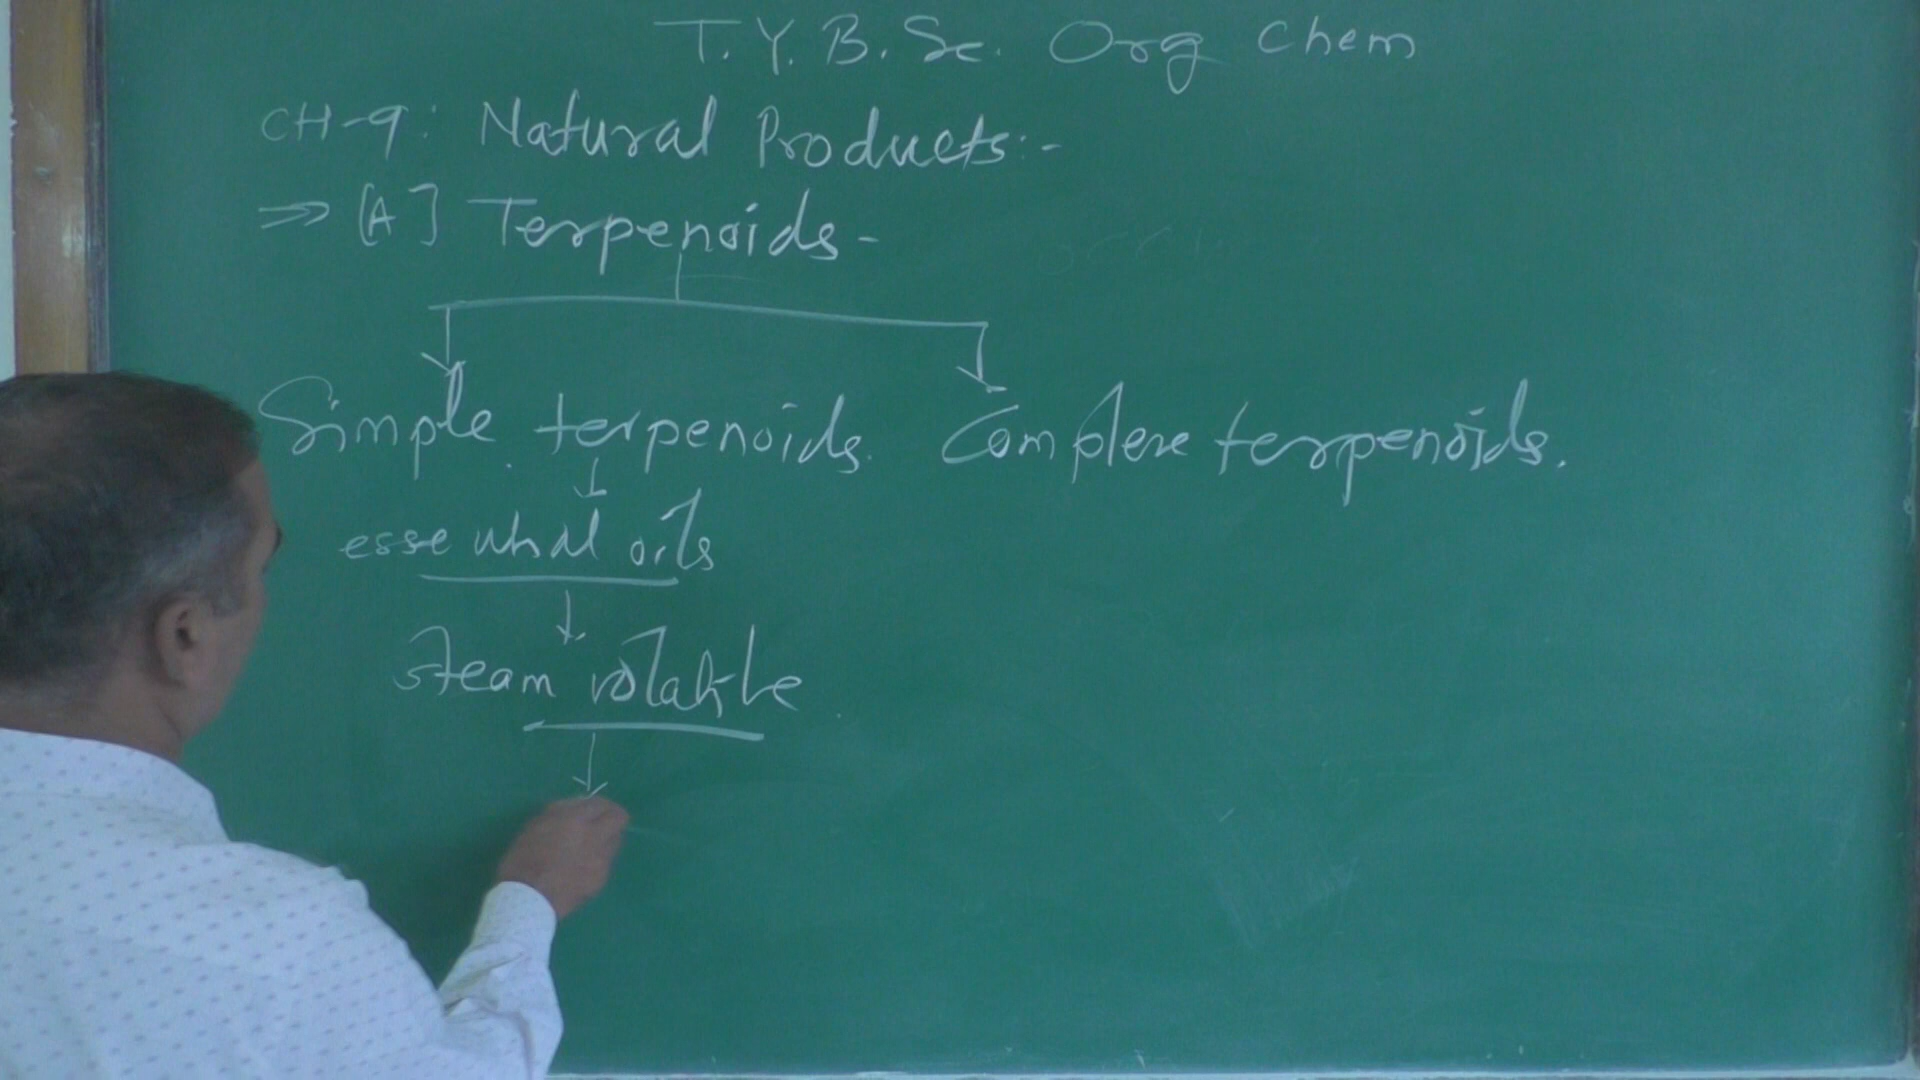 T.Y.B.Sc. Org Chem
CH-9: Natural Products:-
⇒ [A] Terpenoids-
Simple terpenoids. Complex terpenoids.
essential oils
steam volatile